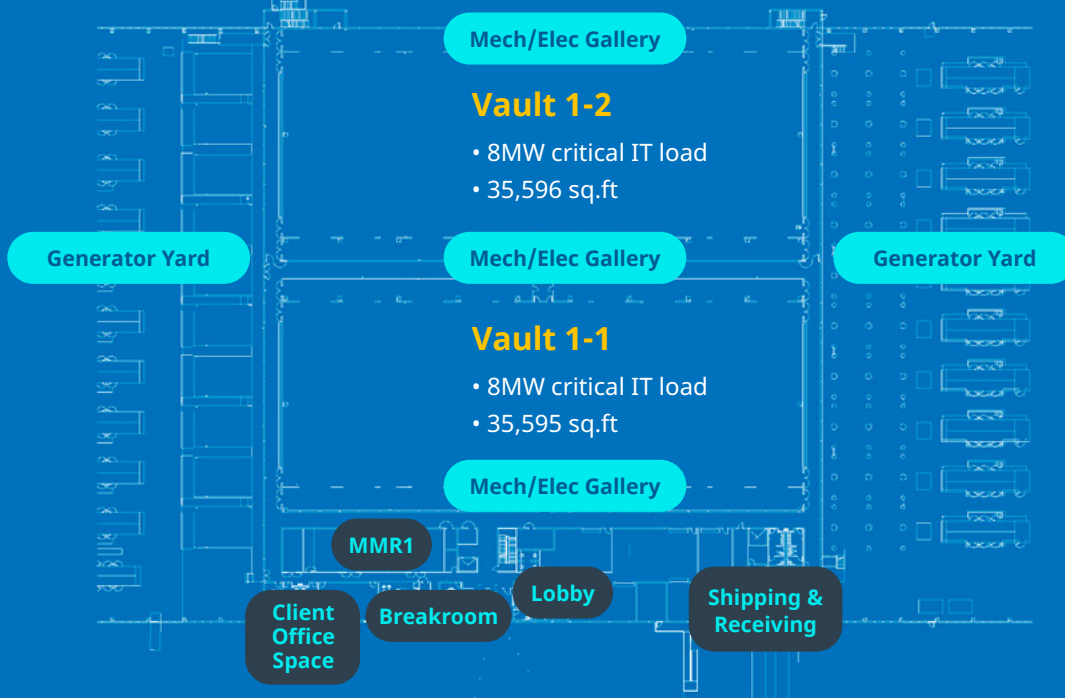 Mech/Elec Gallery
Vault 1-2
• 8MW critical IT load
• 35,596 sq.ft
Generator Yard
Mech/Elec Gallery
Generator Yard
Vault 1-1
• 8MW critical IT load
• 35,595 sq.ft
Mech/Elec Gallery
MMR1
Client
Office
Space
Breakroom
Lobby
Shipping &
Receiving